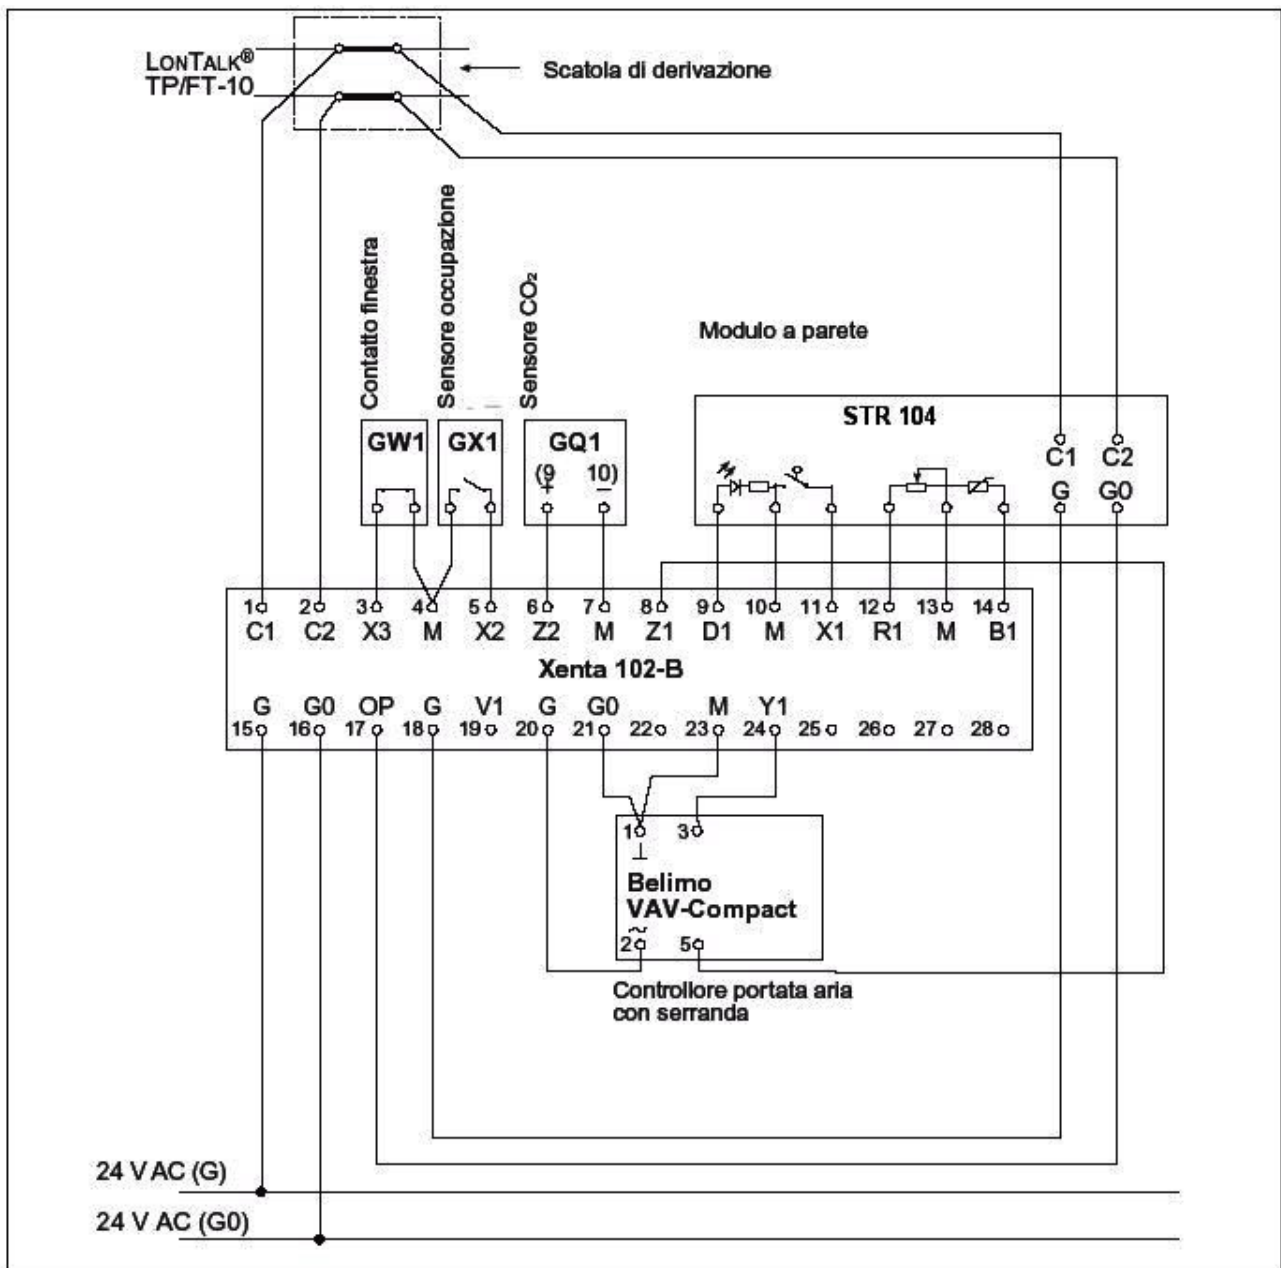 LONTALK®
TP/FT-10
Scatola di derivazione
Contatto finestra
Sensore occupazione
Sensore CO₂
Modulo a parete
GW1
GX1
GQ1
(9 10)
+ −
STR 104
C1 C2
G G0
1 2 3 4 5 6 7 8 9 10 11 12 13 14
C1 C2 X3 M X2 Z2 M Z1 D1 M X1 R1 M B1
Xenta 102-B
G G0 OP G V1 G G0 M Y1
15 16 17 18 19 20 21 22 23 24 25 26 27 28
1 3
⊥
Belimo
VAV-Compact
~
2 5
Controllore portata aria
con serranda
24 V AC (G)
24 V AC (G0)